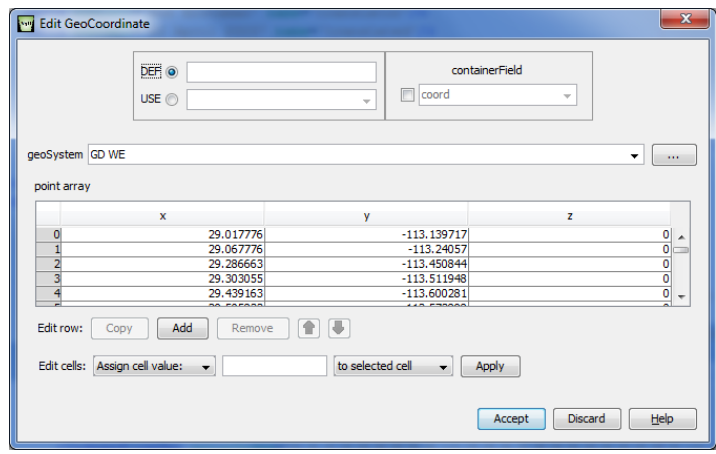 Edit GeoCoordinate
DEF
containerField
USE
coord
geoSystem GD WE ...
point array
x y z
0 29.017776 -113.139717 0
1 29.067776 -113.24057 0
2 29.286663 -113.450844 0
3 29.303055 -113.511948 0
4 29.439163 -113.600281 0
Edit row: Copy Add Remove
Edit cells: Assign cell value: to selected cell Apply
Accept Discard Help